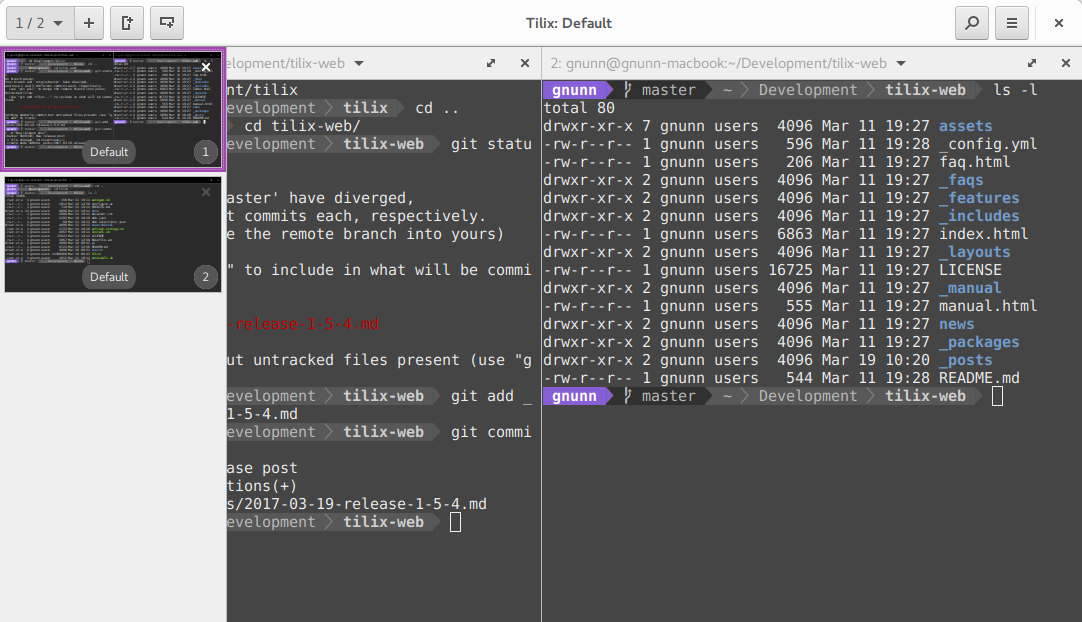 1 / 2
Tilix: Default
Default
1
Default
2
elopment/tilix-web
nt/tilix
evelopment tilix cd ..
cd tilix-web/
evelopment tilix-web git statu
aster' have diverged,
t commits each, respectively.
e the remote branch into yours)
" to include in what will be commi
-release-1-5-4.md
ut untracked files present (use "g
evelopment tilix-web git add _
1-5-4.md
evelopment tilix-web git commi
ase post
tions(+)
s/2017-03-19-release-1-5-4.md
evelopment tilix-web
2: gnunn@gnunn-macbook:~/Development/tilix-web
gnunn master ~ Development tilix-web ls -l
total 80
drwxr-xr-x 7 gnunn users 4096 Mar 11 19:27 assets
-rw-r--r-- 1 gnunn users 596 Mar 11 19:28 _config.yml
-rw-r--r-- 1 gnunn users 206 Mar 11 19:27 faq.html
drwxr-xr-x 2 gnunn users 4096 Mar 11 19:27 _faqs
drwxr-xr-x 2 gnunn users 4096 Mar 11 19:27 _features
drwxr-xr-x 2 gnunn users 4096 Mar 11 19:27 _includes
-rw-r--r-- 1 gnunn users 6863 Mar 11 19:27 index.html
drwxr-xr-x 2 gnunn users 4096 Mar 11 19:27 _layouts
-rw-r--r-- 1 gnunn users 16725 Mar 11 19:27 LICENSE
drwxr-xr-x 2 gnunn users 4096 Mar 11 19:27 _manual
-rw-r--r-- 1 gnunn users 555 Mar 11 19:27 manual.html
drwxr-xr-x 2 gnunn users 4096 Mar 11 19:27 news
drwxr-xr-x 2 gnunn users 4096 Mar 11 19:27 _packages
drwxr-xr-x 2 gnunn users 4096 Mar 19 10:20 _posts
-rw-r--r-- 1 gnunn users 544 Mar 11 19:28 README.md
gnunn master ~ Development tilix-web